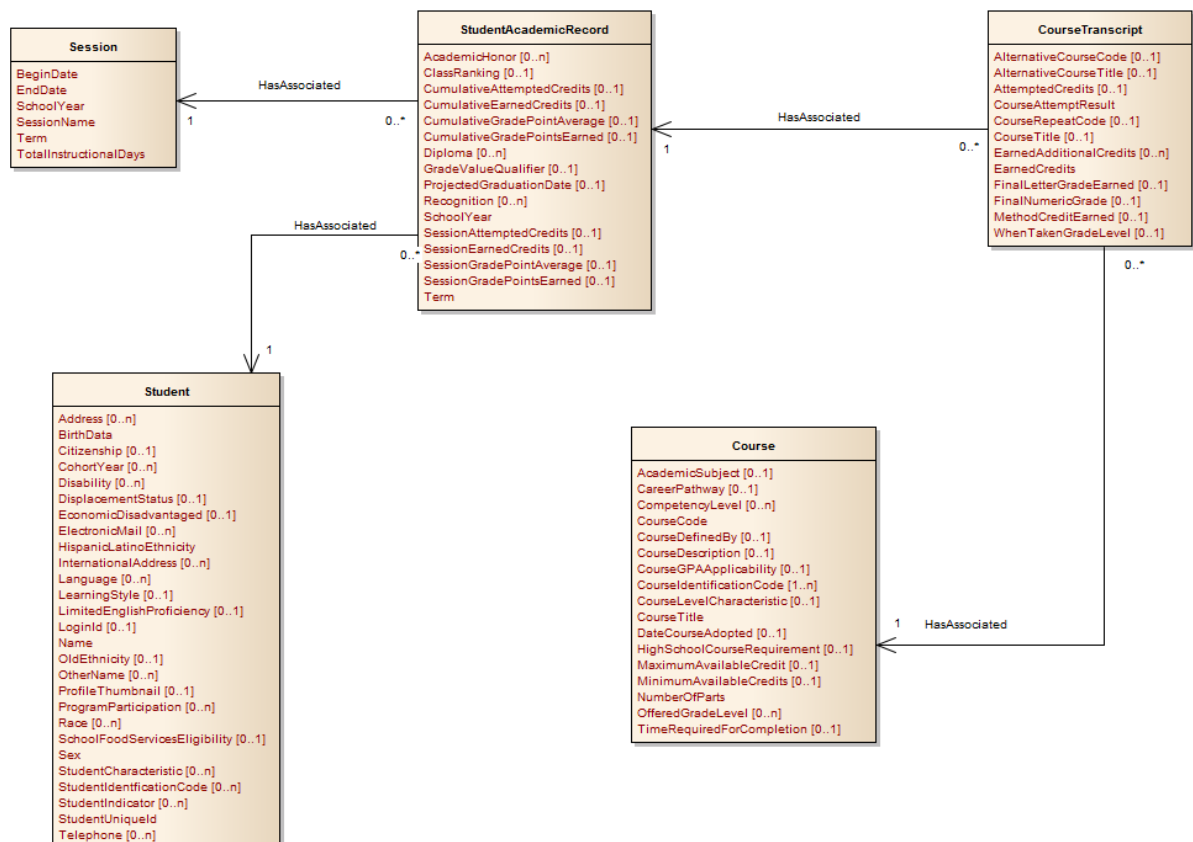 Session
BeginDate
EndDate
SchoolYear
SessionName
Term
TotalInstructionalDays
HasAssociated
1
0..*
StudentAcademicRecord
AcademicHonor [0..n]
ClassRanking [0..1]
CumulativeAttemptedCredits [0..1]
CumulativeEarnedCredits [0..1]
CumulativeGradePointAverage [0..1]
CumulativeGradePointsEarned [0..1]
Diploma [0..n]
GradeValueQualifier [0..1]
ProjectedGraduationDate [0..1]
Recognition [0..n]
SchoolYear
SessionAttemptedCredits [0..1]
SessionEarnedCredits [0..1]
SessionGradePointAverage [0..1]
SessionGradePointsEarned [0..1]
Term
HasAssociated
1
0..*
CourseTranscript
AlternativeCourseCode [0..1]
AlternativeCourseTitle [0..1]
AttemptedCredits [0..1]
CourseAttemptResult
CourseRepeatCode [0..1]
CourseTitle [0..1]
EarnedAdditionalCredits [0..n]
EarnedCredits
FinalLetterGradeEarned [0..1]
FinalNumericGrade [0..1]
MethodCreditEarned [0..1]
WhenTakenGradeLevel [0..1]
0..*
HasAssociated
0..*
1
Student
Address [0..n]
BirthData
Citizenship [0..1]
CohortYear [0..n]
Disability [0..n]
DisplacementStatus [0..1]
EconomicDisadvantaged [0..1]
ElectronicMail [0..n]
HispanicLatinoEthnicity
InternationalAddress [0..n]
Language [0..n]
LearningStyle [0..1]
LimitedEnglishProficiency [0..1]
LoginId [0..1]
Name
OldEthnicity [0..1]
OtherName [0..n]
ProfileThumbnail [0..1]
ProgramParticipation [0..n]
Race [0..n]
SchoolFoodServicesEligibility [0..1]
Sex
StudentCharacteristic [0..n]
StudentIdentficationCode [0..n]
StudentIndicator [0..n]
StudentUniqueId
Telephone [0..n]
Course
AcademicSubject [0..1]
CareerPathway [0..1]
CompetencyLevel [0..n]
CourseCode
CourseDefinedBy [0..1]
CourseDescription [0..1]
CourseGPAApplicability [0..1]
CourseIdentificationCode [1..n]
CourseLevelCharacteristic [0..1]
CourseTitle
DateCourseAdopted [0..1]
HighSchoolCourseRequirement [0..1]
MaximumAvailableCredit [0..1]
MinimumAvailableCredits [0..1]
NumberOfParts
OfferedGradeLevel [0..n]
TimeRequiredForCompletion [0..1]
1
HasAssociated